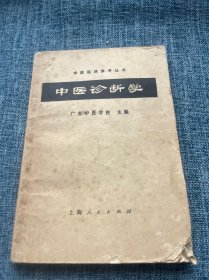 中医临床参考丛书
中医诊断学
广东中医学院 主编
上海人民出版社